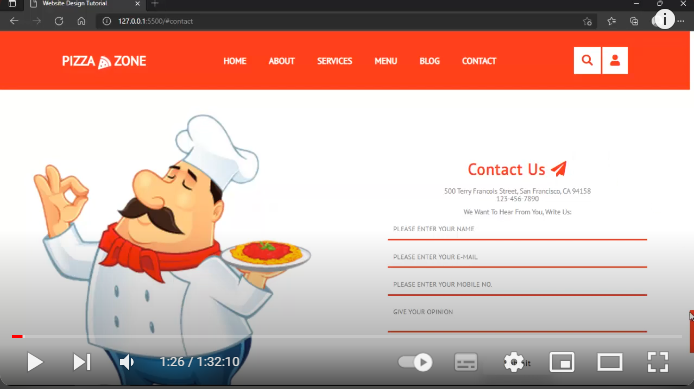 Website Design Tutorial
127.0.0.1:5500/#contact
PIZZA ZONE
HOME
ABOUT
SERVICES
MENU
BLOG
CONTACT
Contact Us
500 Terry François Street, San Francisco, CA 94158
123-456-7890
We Want To Hear From You, Write Us:
PLEASE ENTER YOUR NAME
PLEASE ENTER YOUR E-MAIL
PLEASE ENTER YOUR MOBILE NO.
GIVE YOUR OPINION
1:26 / 1:32:10